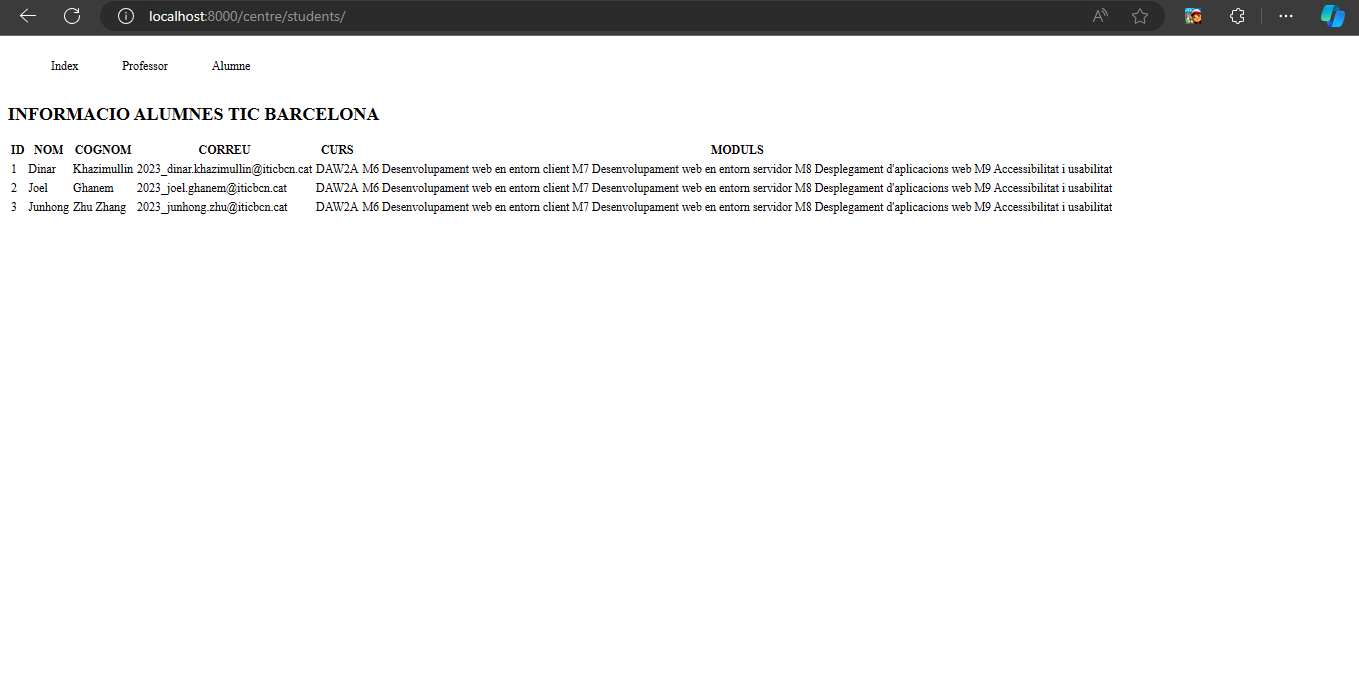 localhost:8000/centre/students/
Index Professor Alumne
INFORMACIO ALUMNES TIC BARCELONA
ID NOM COGNOM CORREU CURS MODULS
1 Dinar Khazimullin 2023_dinar.khazimullin@iticbcn.cat DAW2A M6 Desenvolupament web en entorn client M7 Desenvolupament web en entorn servidor M8 Desplegament d'aplicacions web M9 Accessibilitat i usabilitat
2 Joel Ghanem 2023_joel.ghanem@iticbcn.cat DAW2A M6 Desenvolupament web en entorn client M7 Desenvolupament web en entorn servidor M8 Desplegament d'aplicacions web M9 Accessibilitat i usabilitat
3 Junhong Zhu Zhang 2023_junhong.zhu@iticbcn.cat DAW2A M6 Desenvolupament web en entorn client M7 Desenvolupament web en entorn servidor M8 Desplegament d'aplicacions web M9 Accessibilitat i usabilitat